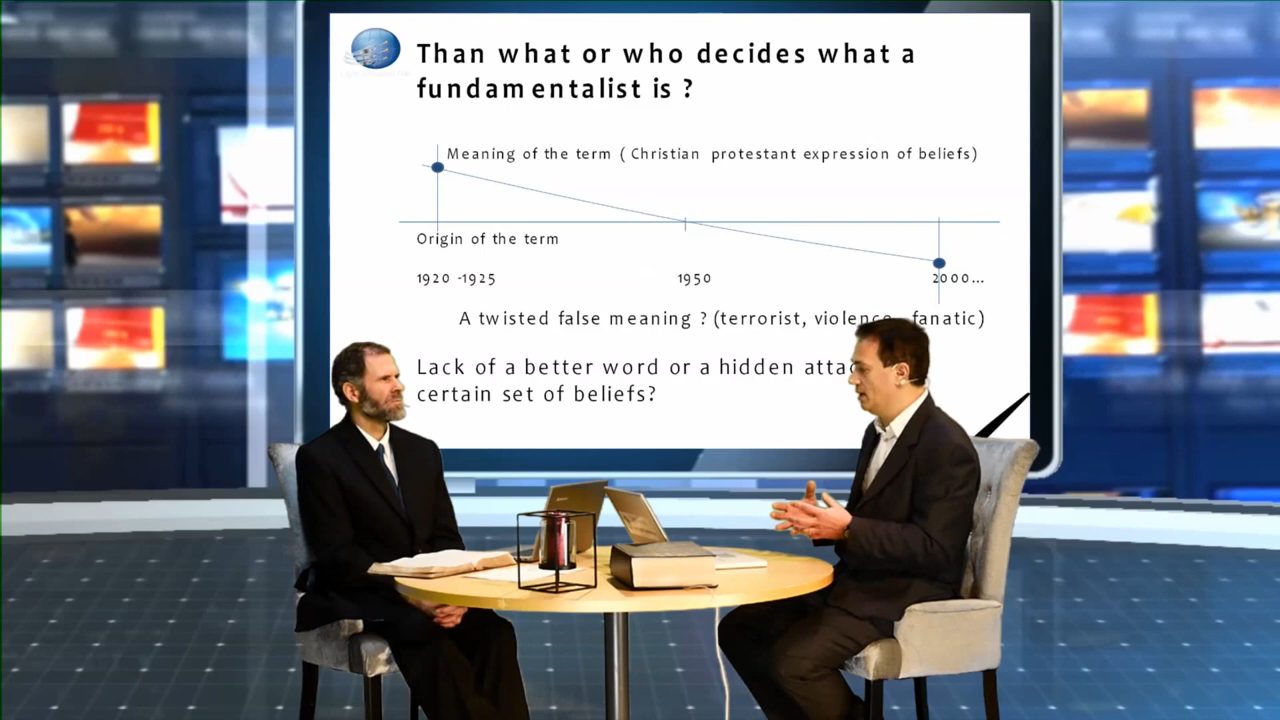 Than what or who decides what a
fundamentalist is ?
Meaning of the term ( Christian protestant expression of beliefs)
Origin of the term
1920 -1925 1950 2000...
A twisted false meaning ? (terrorist, violence, fanatic)
Lack of a better word or a hidden
certain set of beliefs?